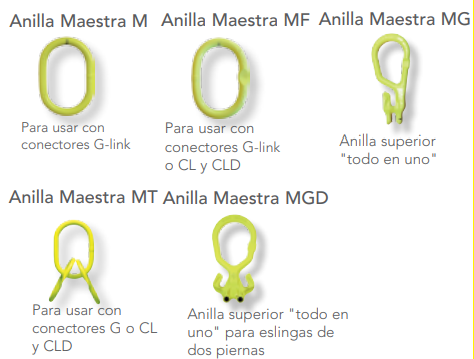 Anilla Maestra M
Anilla Maestra MF
Anilla Maestra MG
Para usar con
conectores G-link
Para usar con
conectores G-link
o CL y CLD
Anilla superior
"todo en uno"
Anilla Maestra MT
Anilla Maestra MGD
Para usar con
conectores G o CL
y CLD
Anilla superior "todo en
uno" para eslingas de
dos piernas